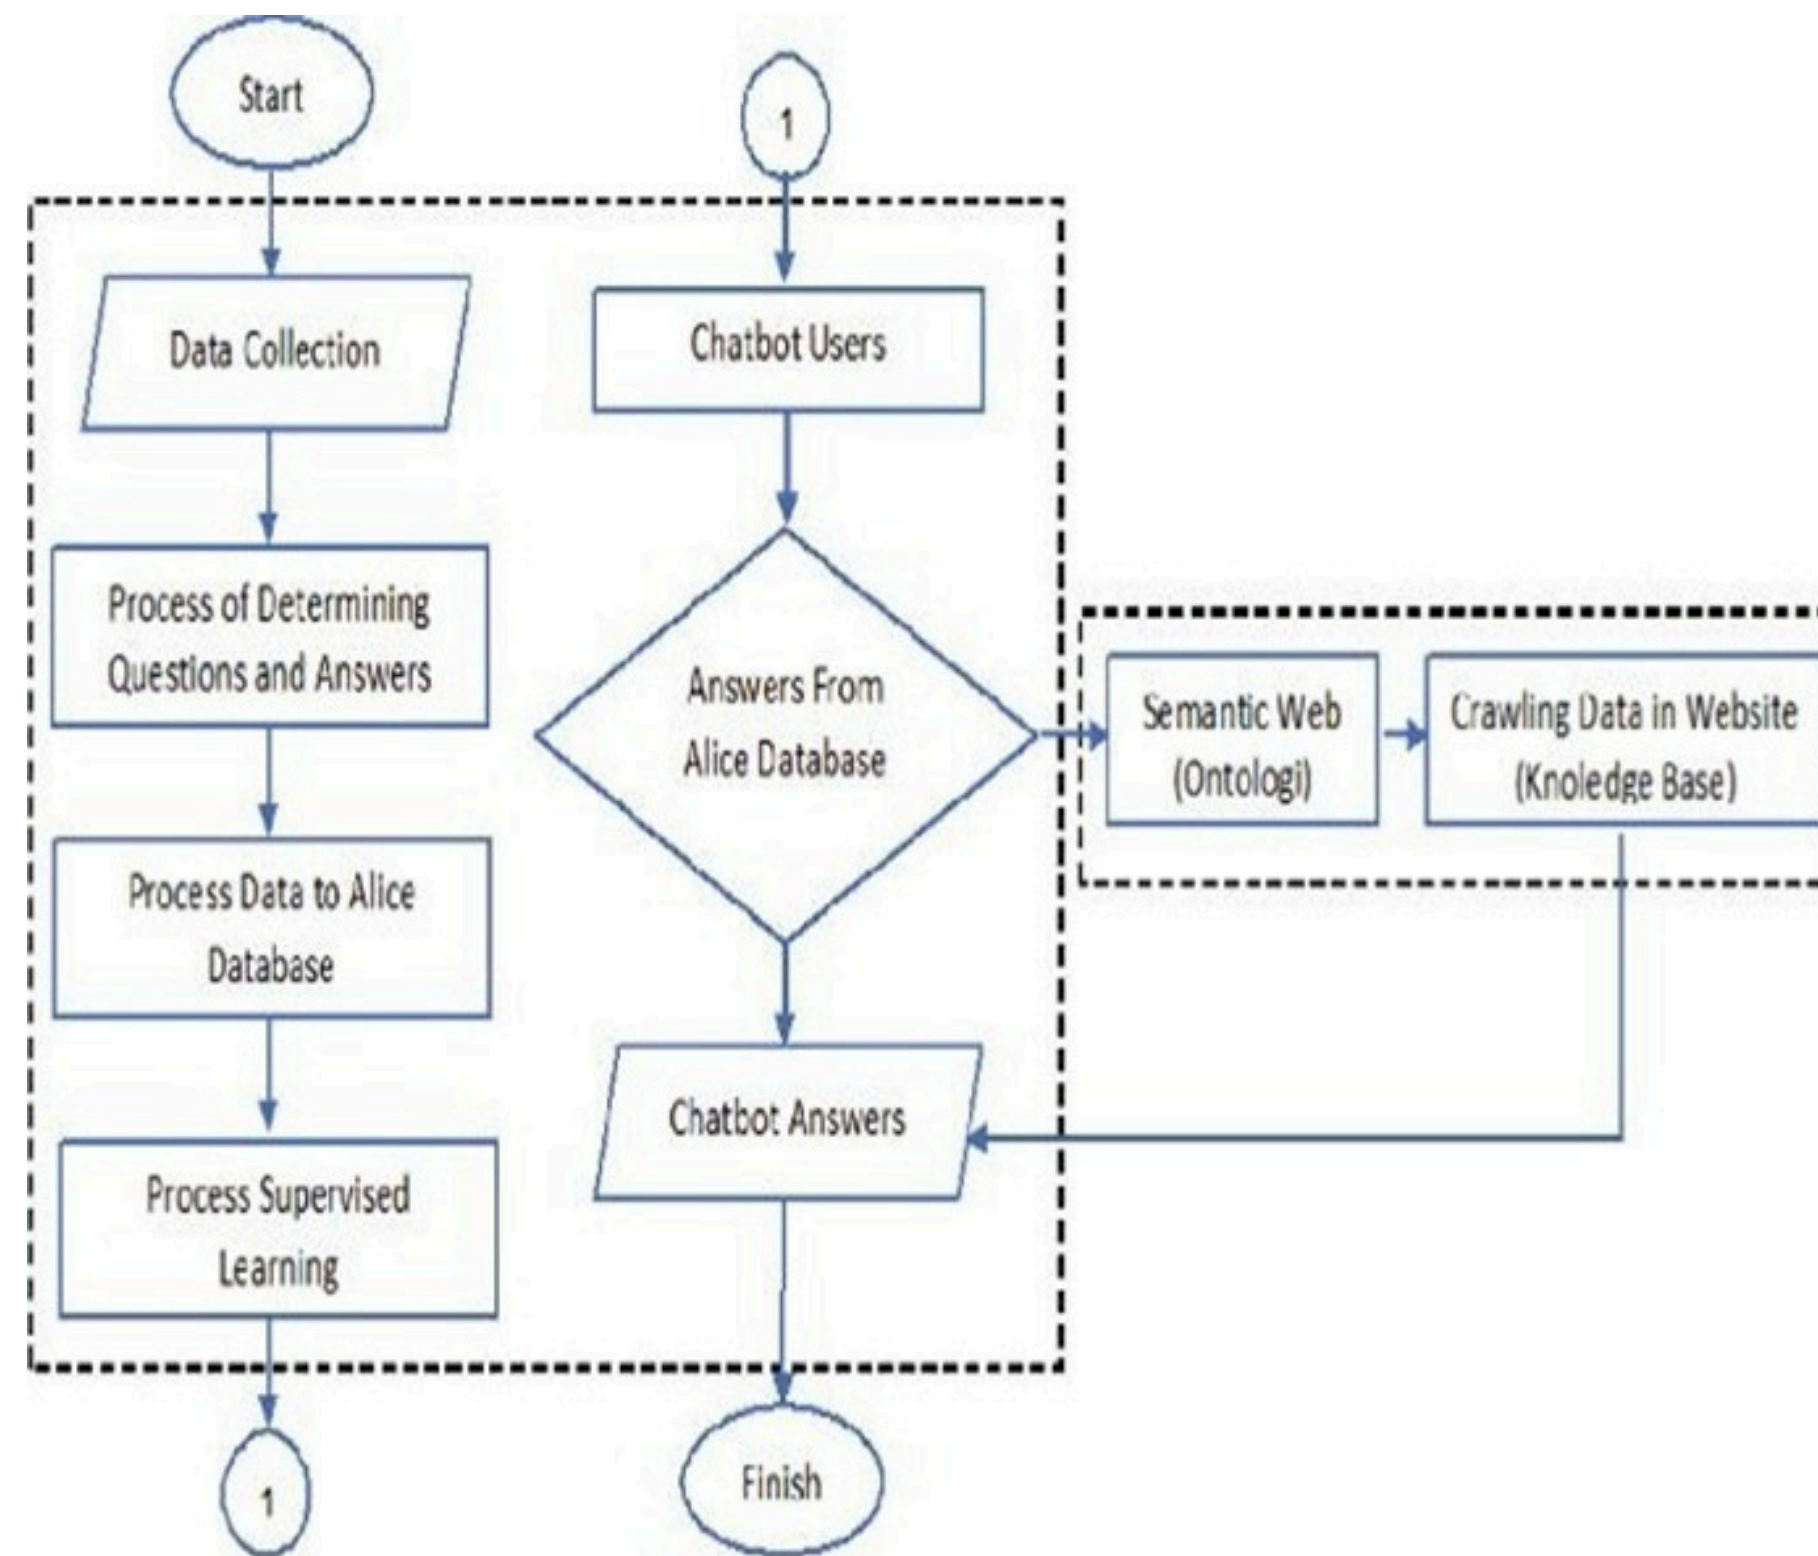 Start
Data Collection
Process of Determining
Questions and Answers
Process Data to Alice
Database
Process Supervised
Learning
1
1
Chatbot Users
Answers From
Alice Database
Semantic Web
(Ontologi)
Crawling Data in Website
(Knoledge Base)
Chatbot Answers
Finish